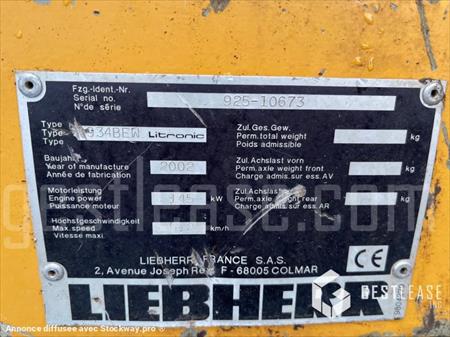 Fzg.-Ident.-Nr.
Serial no. 925-10673
N°de série
Type
Type 934BEW Litronic
Type
Baujahr
Year of manufacture 2002
Année de fabrication
Motorleistung
Engine power 145 kW
Puissance moteur
Höchstgeschwindigkeit
Max.speed km/h
Vitesse maxi.
Zul.Ges.Gew.
Perm.total weight kg
Poids admissible
Zul.Achslast vorn
Perm.axle weight front kg
Charge admis.sur ess.AV
Zul.Achslast
Perm.axle weight rear kg
Charge admis.sur ess.AR
LIEBHERR FRANCE S.A.S.
2, Avenue Joseph F - 68005 COLMAR
CE
LIEBHERR
BESTLEASE
INC
Annonce diffusée avec Stockway.pro ®